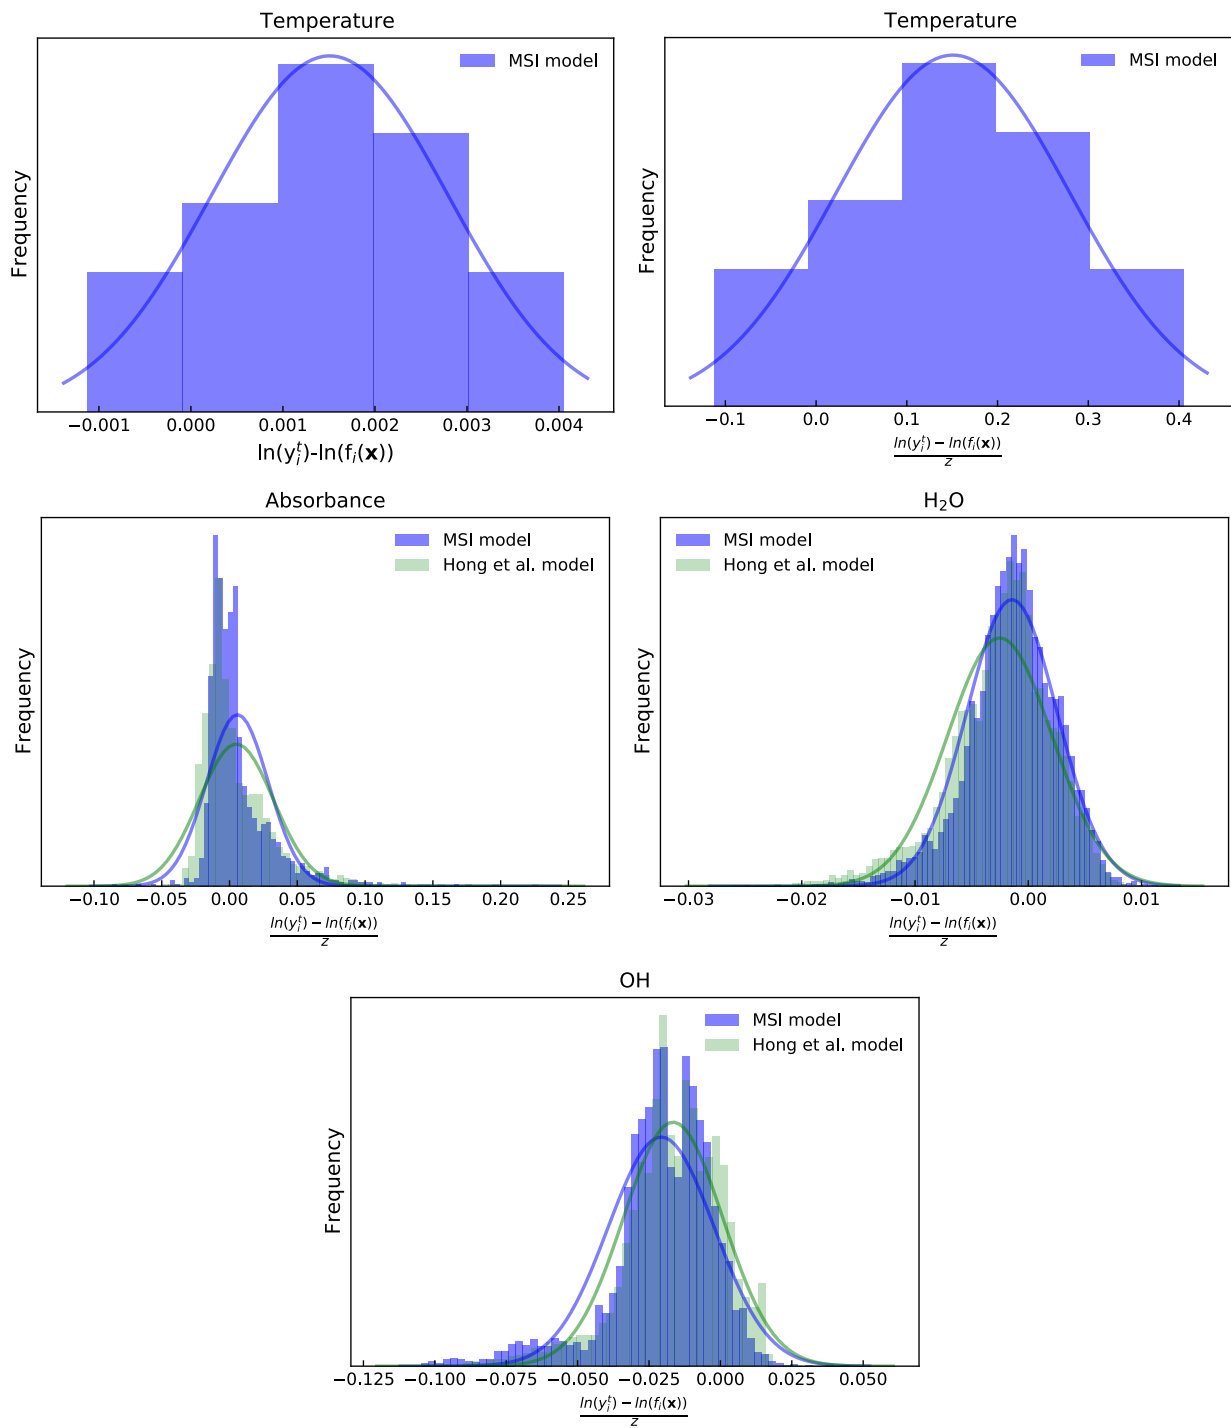 Temperature
MSI model
Frequency
−0.001 0.000 0.001 0.002 0.003 0.004
ln(y_i^t)-ln(f_i(x))
Temperature
MSI model
Frequency
−0.1 0.0 0.1 0.2 0.3 0.4
ln(y_i^t) − ln(f_i(x))
z
Absorbance
MSI model
Hong et al. model
Frequency
−0.10 −0.05 0.00 0.05 0.10 0.15 0.20 0.25
ln(y_i^t) − ln(f_i(x))
z
H₂O
MSI model
Hong et al. model
Frequency
−0.03 −0.02 −0.01 0.00 0.01
ln(y_i^t) − ln(f_i(x))
z
OH
MSI model
Hong et al. model
Frequency
−0.125 −0.100 −0.075 −0.050 −0.025 0.000 0.025 0.050
ln(y_i^t) − ln(f_i(x))
z